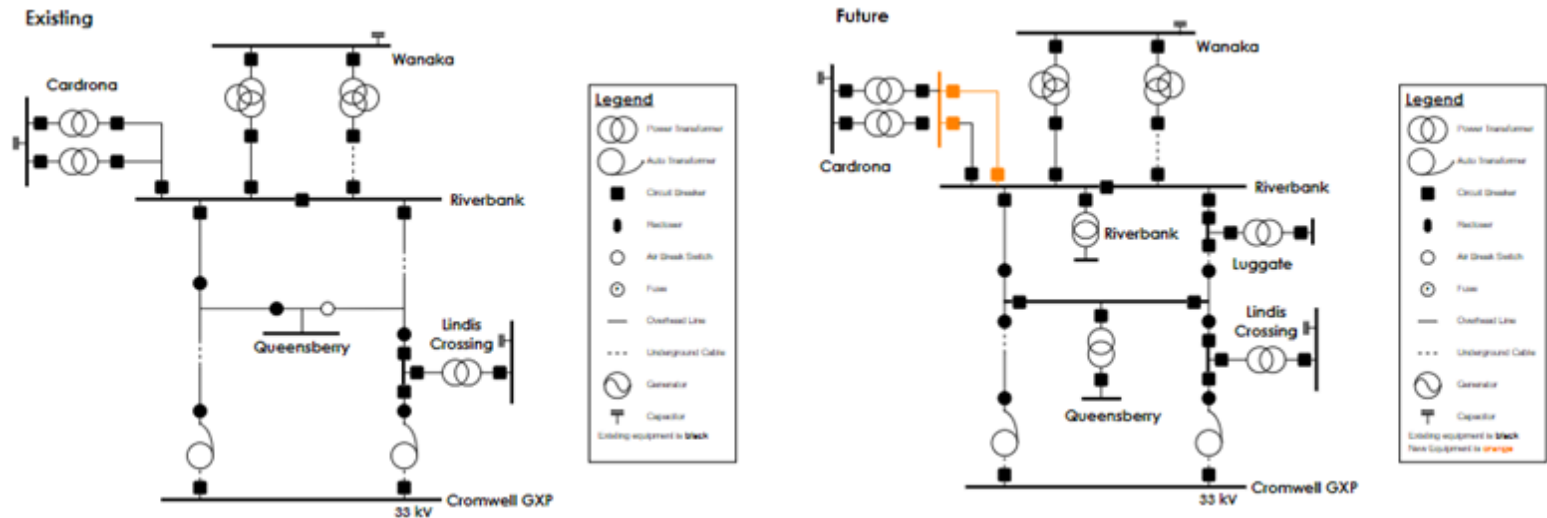 Existing
Wanaka
Cardrona
Riverbank
Queensberry
Lindis
Crossing
Cromwell GXP
33 kV
Legend
Power Transformer
Auto Transformer
Circuit Breaker
Recloser
Air Break Switch
Fuse
Overhead Line
Underground Cable
Generator
Capacitor
Existing equipment is black
Future
Wanaka
Cardrona
Riverbank
Riverbank
Luggate
Lindis
Crossing
Queensberry
Cromwell GXP
33 kV
Legend
Power Transformer
Auto Transformer
Circuit Breaker
Recloser
Air Break Switch
Fuse
Overhead Line
Underground Cable
Generator
Capacitor
Existing equipment is black
New Equipment is orange